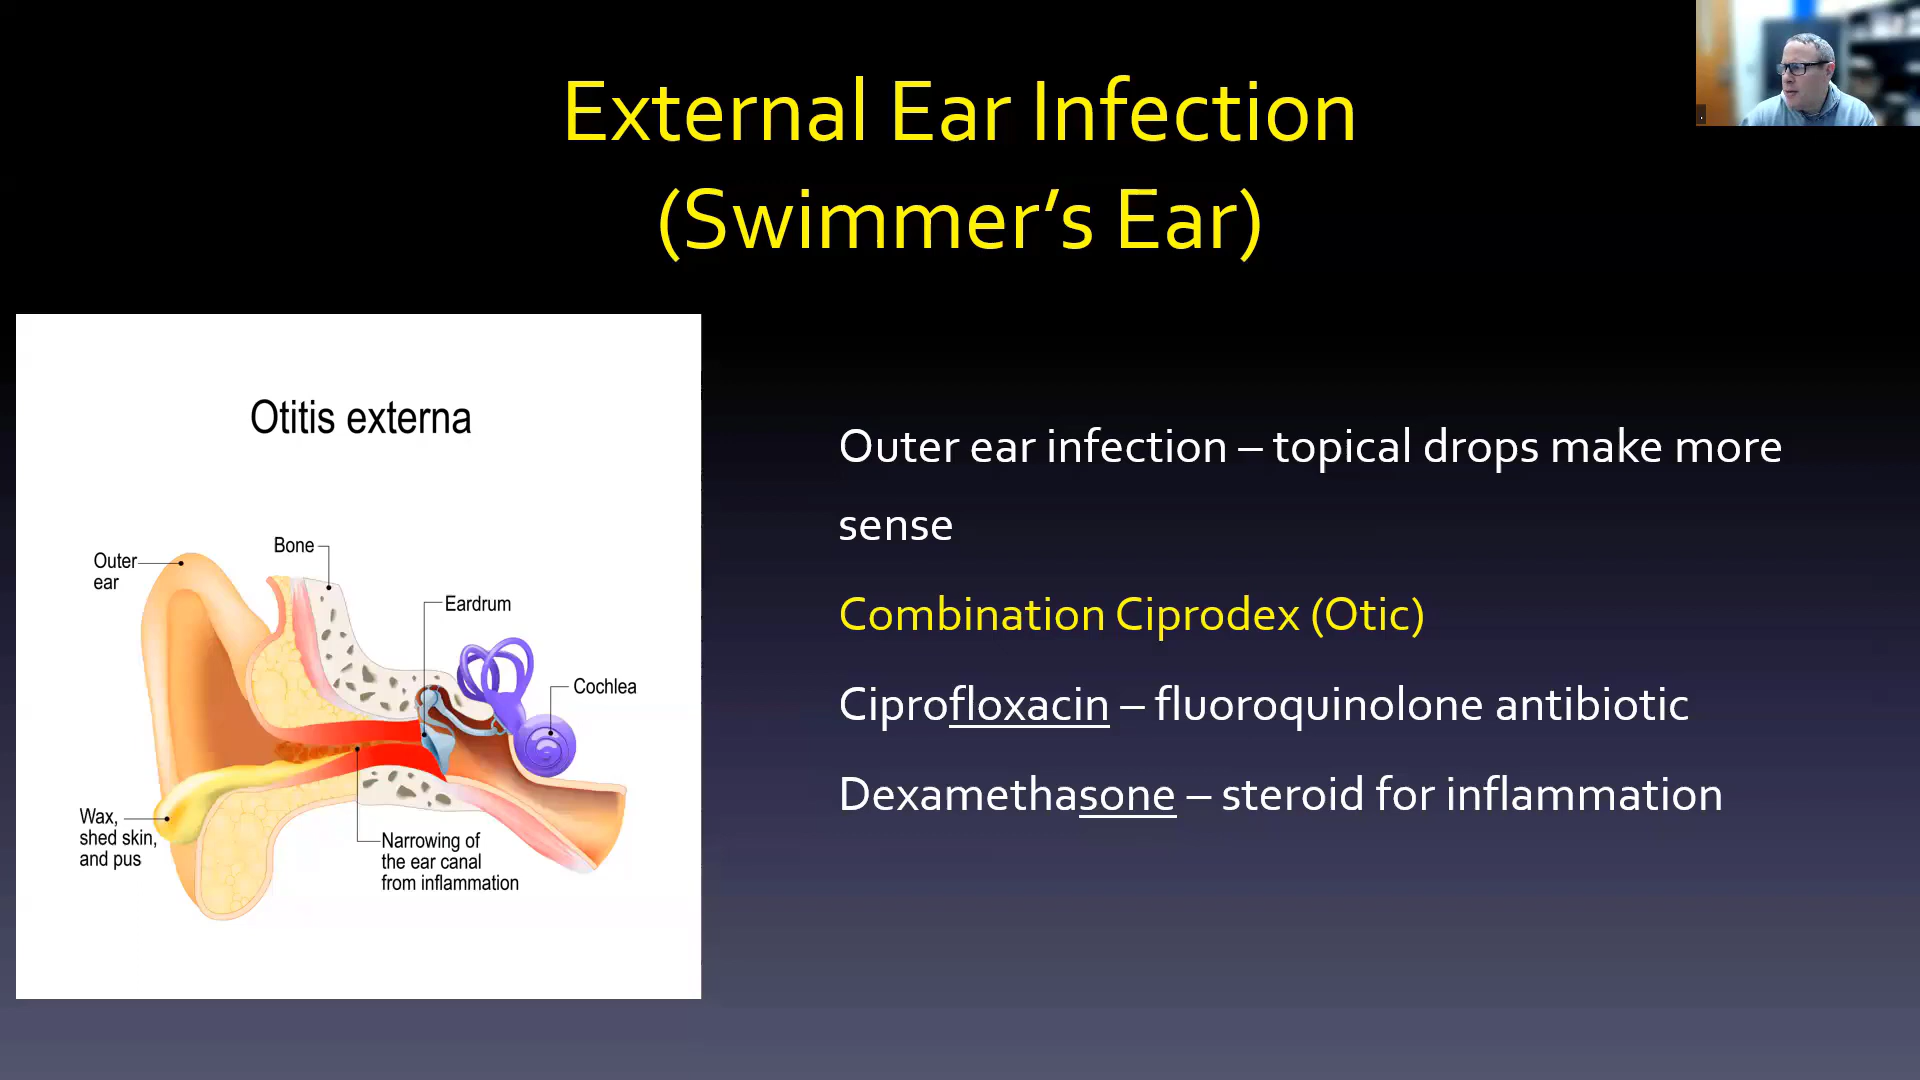 External Ear Infection
(Swimmer’s Ear)
Otitis externa
Outer
ear
Bone
Eardrum
Cochlea
Wax,
shed skin,
and pus
Narrowing of
the ear canal
from inflammation
Outer ear infection – topical drops make more
sense
Combination Ciprodex (Otic)
Ciprofloxacin – fluoroquinolone antibiotic
Dexamethasone – steroid for inflammation